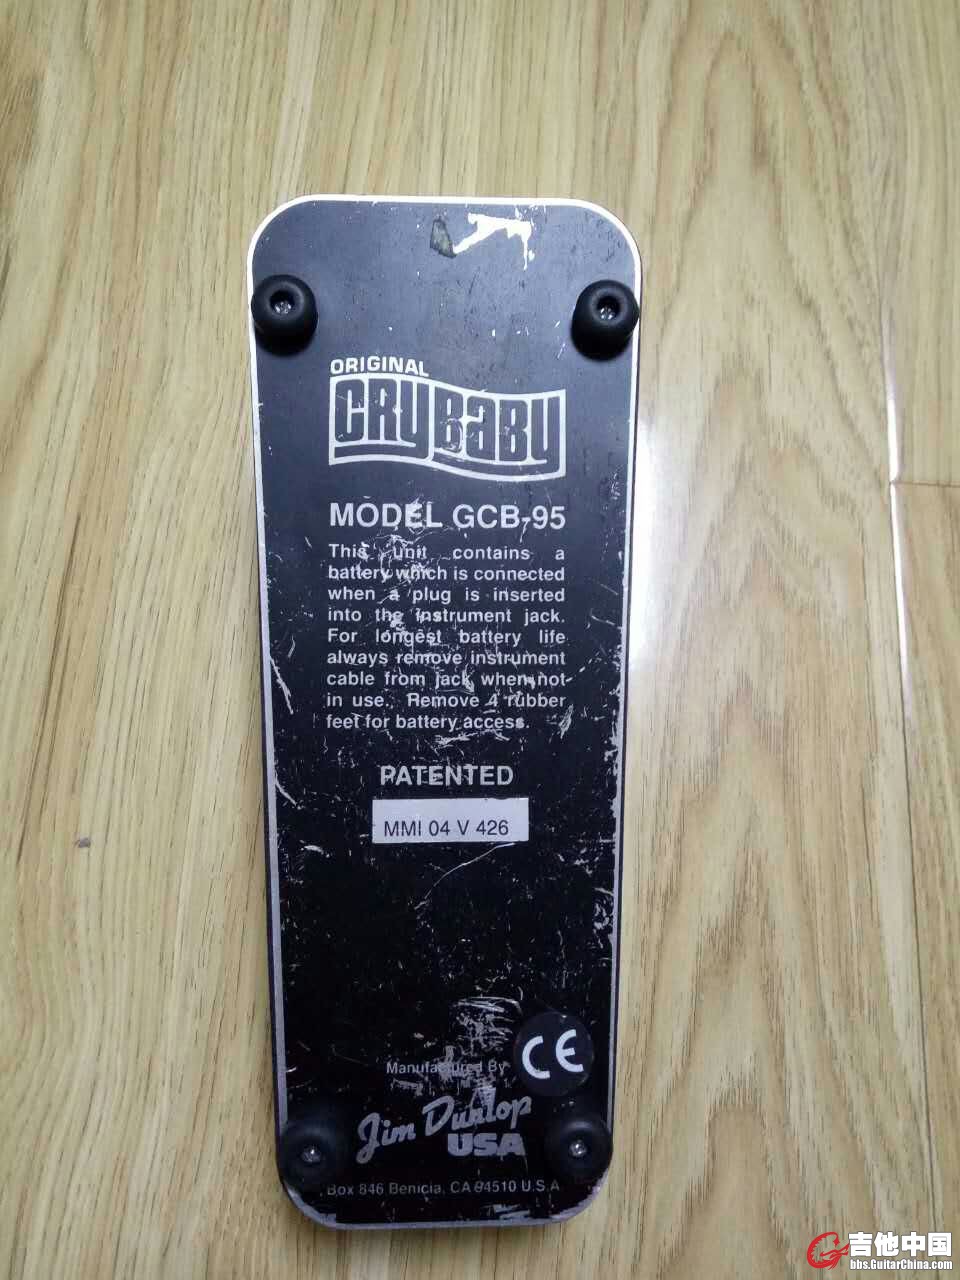 ORIGINAL
CRYBABY
MODEL GCB-95
This unit contains a
battery which is connected
when a plug is inserted
into the instrument jack.
For longest battery life
always remove instrument
cable from jack when not
in use. Remove 4 rubber
feet for battery access.
PATENTED
MMI 04 V 426
CE
Manufactured By
Jim Dunlop
USA
Box 846 Benicia, CA 94510 U.S.A
吉他中国
bbs.GuitarChina.com